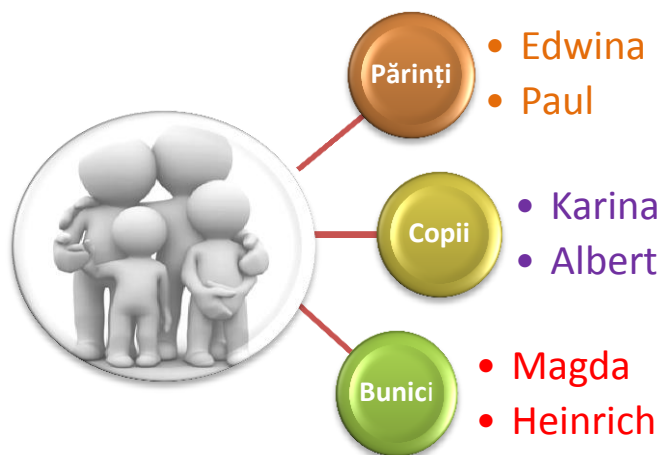 Părinți
• Edwina
• Paul
Copii
• Karina
• Albert
Bunici
• Magda
• Heinrich